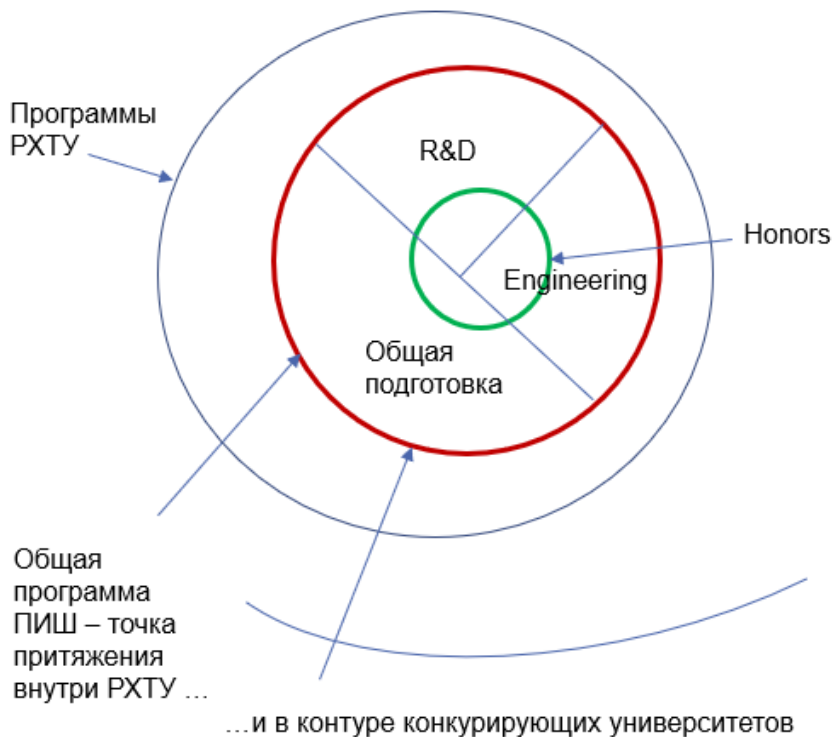 Программы
РХТУ
R&D
Honors
Engineering
Общая
подготовка
Общая
программа
ПИШ – точка
притяжения
внутри РХТУ ...
...и в контуре конкурирующих университетов